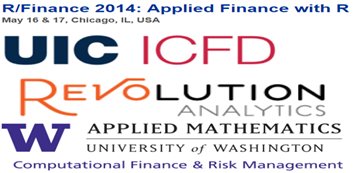 R/Finance 2014: Applied Finance with R
May 16 & 17, Chicago, IL, USA
UIC ICFD
REVOLUTION
ANALYTICS
W APPLIED MATHEMATICS
UNIVERSITY of WASHINGTON
Computational Finance & Risk Management